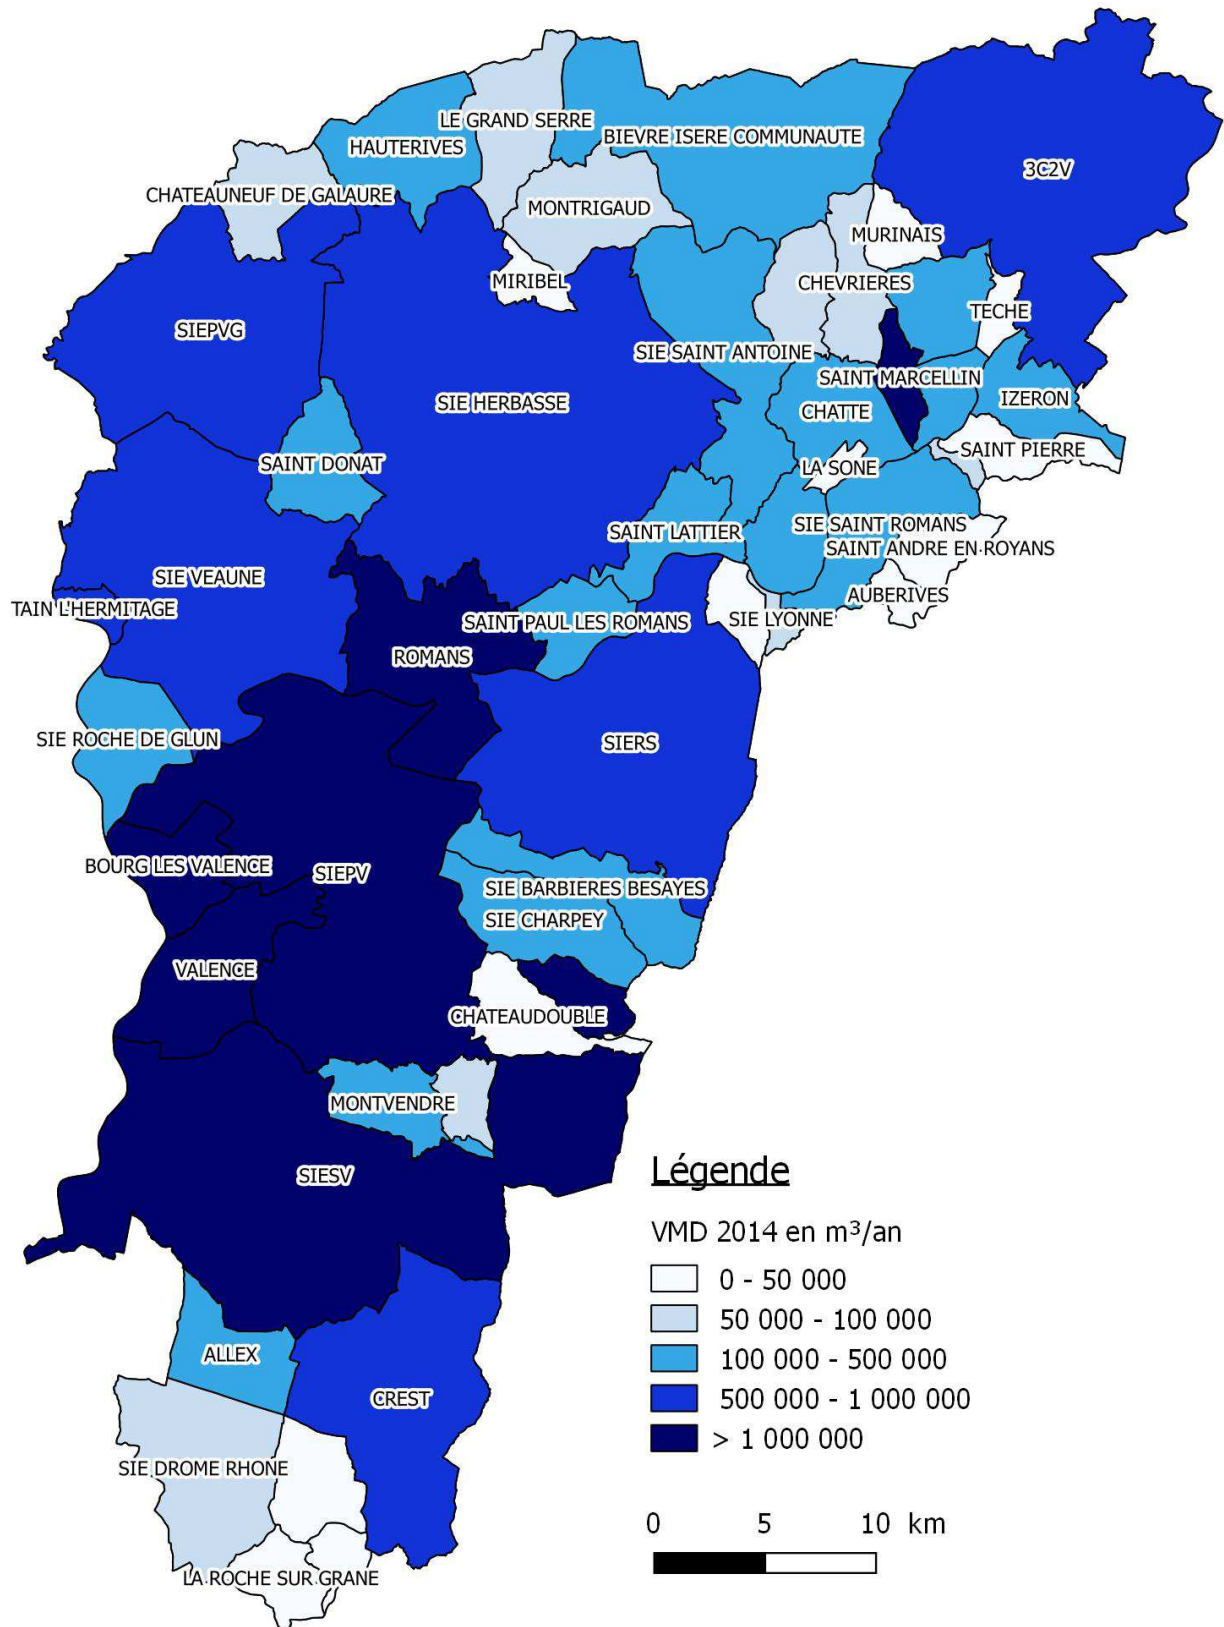 LE GRAND SERRE
BIEVRE ISERE COMMUNAUTE
HAUTERIVES
3C2V
CHATEAUNEUF DE GALAURE
MONTRIGAUD
MURINAIS
MIRIBEL
CHEVRIERES
TECHE
SIEPVG
SIE SAINT ANTOINE
SAINT MARCELLIN
SIE HERBASSE
CHATTE
IZERON
SAINT DONAT
LA SONE
SAINT PIERRE
SAINT LATTIER
SIE SAINT ROMANS
SAINT ANDRE EN ROYANS
SIE VEAUNE
AUBERIVES
TAIN L'HERMITAGE
SAINT PAUL LES ROMANS
SIE LYONNE
ROMANS
SIE ROCHE DE GLUN
SIERS
BOURG LES VALENCE
SIEPV
SIE BARBIERES BESAYES
SIE CHARPEY
VALENCE
CHATEAUDOUBLE
MONTVENDRE
SIESV
ALLEX
CREST
SIE DROME RHONE
LA ROCHE SUR GRANE
Légende
VMD 2014 en m³/an
0 - 50 000
50 000 - 100 000
100 000 - 500 000
500 000 - 1 000 000
> 1 000 000
0 5 10 km